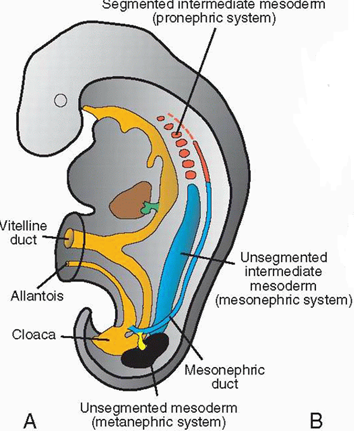 Segmented intermediate mesoderm
(pronephric system)
Vitelline
duct
Allantois
Cloaca
Unsegmented
intermediate
mesoderm
(mesonephric system)
Mesonephric
duct
Unsegmented mesoderm
(metanephric system)
A
B